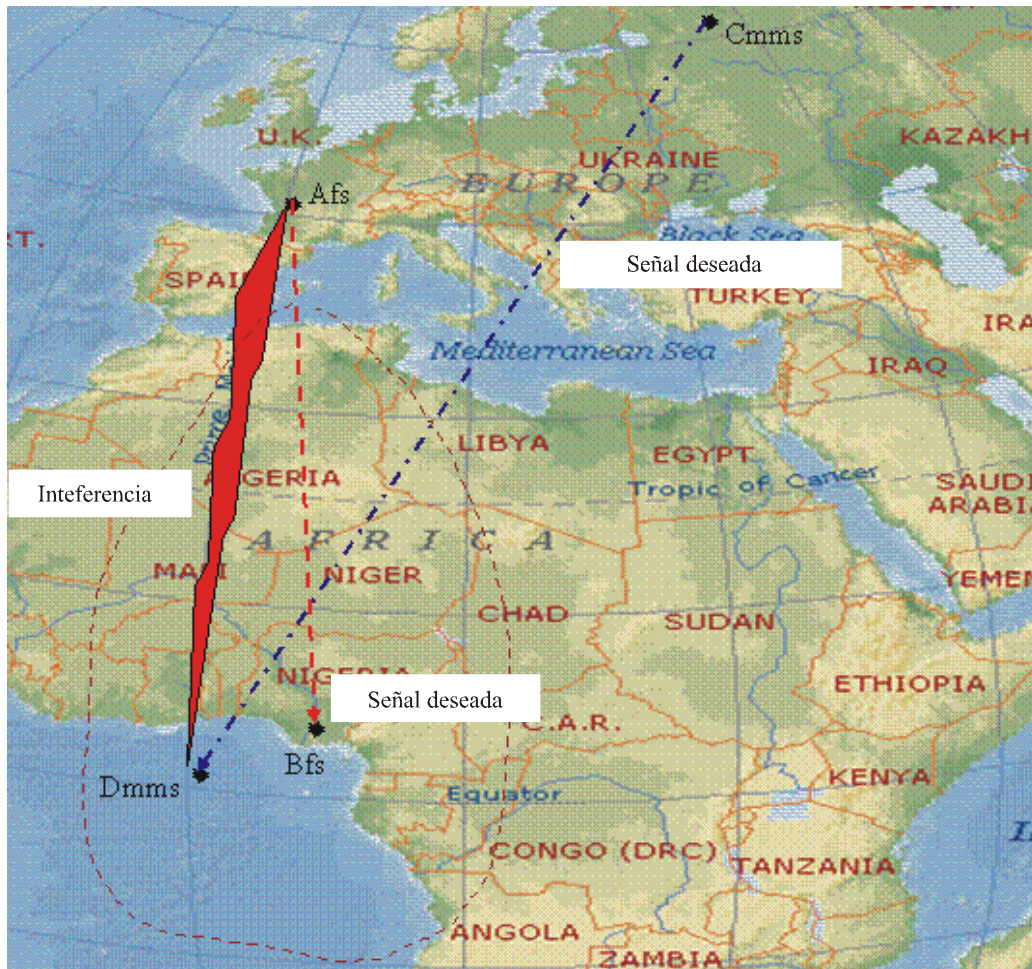 Cmms
U.K.
UKRAINE
KAZAKH
EUROPE
Afs
RT.
Black Sea
Señal deseada
SPAI
TURKEY
IRA
Mediterranean Sea
IRAQ
LIBYA
EGYPT
Inteferencia
GERIA
Tropic of Cancer
SAUDI
ARABIA
AFRICA
MALI
NIGER
YEMEN
CHAD
SUDAN
NIGERIA
ETHIOPIA
Señal deseada
C.A.R.
Bfs
Dmms
Equator
KENYA
CONGO (DRC)
TANZANIA
ANGOLA
ZAMBIA